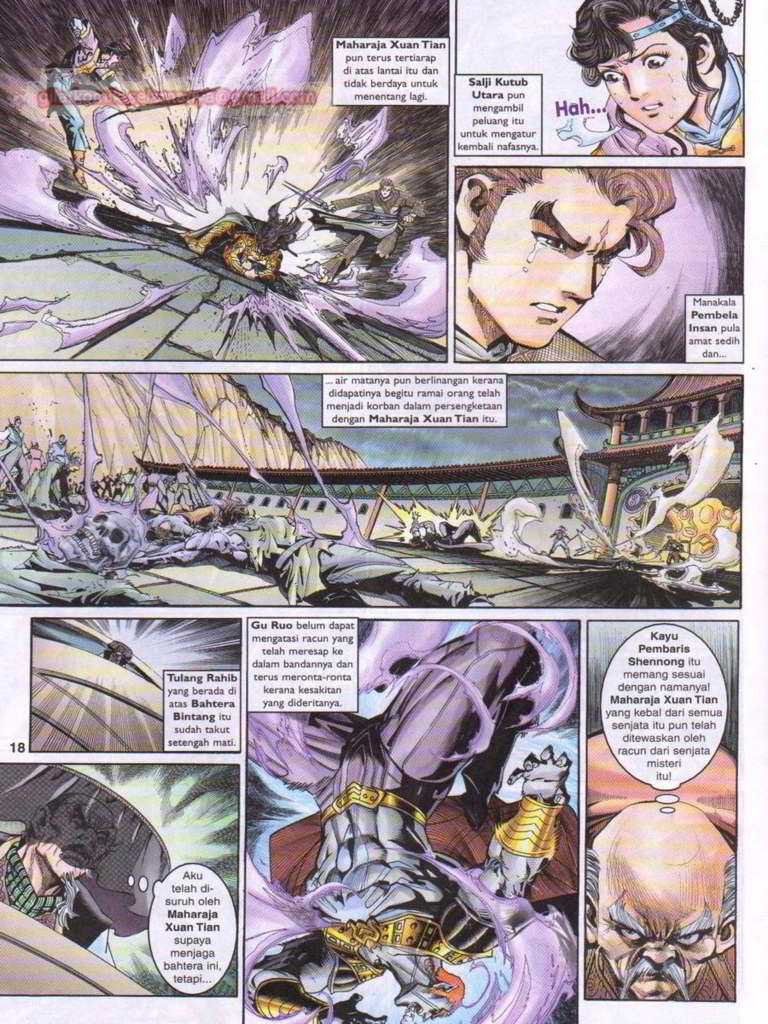 Maharaja Xuan Tian
pun terus tertiarap
di atas lantai itu dan
tidak berdaya untuk
menentang lagi.
Salji Kutub
Utara pun
mengambil
peluang itu
untuk mengatur
kembali nafasnya.
Hah...
Manakala
Pembela
Insan pula
amat sedih
dan...
... air matanya pun berlinangan kerana
didapatinya begitu ramai orang telah
menjadi korban dalam persengketaan
dengan Maharaja Xuan Tian itu.
Tulang Rahib
yang berada di
atas Bahtera
Bintang itu
sudah takut
setengah mati.
Gu Ruo belum dapat
mengatasi racun yang
telah meresap ke
dalam bandannya dan
terus meronta-ronta
kerana kesakitan
yang dideritanya.
Kayu
Pembaris
Shennong itu
memang sesuai
dengan namanya!
Maharaja Xuan Tian
yang kebal dari semua
senjata itu pun telah
ditewaskan oleh
racun dari senjata
misteri
itu!
18
Aku
telah di-
suruh oleh
Maharaja
Xuan Tian
supaya
menjaga
bahtera ini,
tetapi...